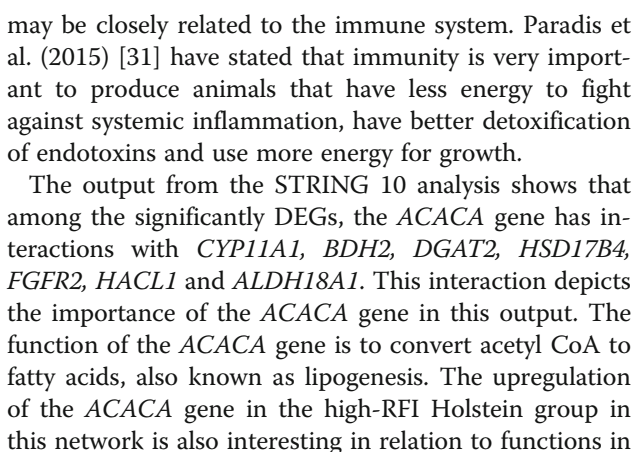 may be closely related to the immune system. Paradis et
al. (2015) [31] have stated that immunity is very import-
ant to produce animals that have less energy to fight
against systemic inflammation, have better detoxification
of endotoxins and use more energy for growth.
The output from the STRING 10 analysis shows that
among the significantly DEGs, the ACACA gene has in-
teractions with CYP11A1, BDH2, DGAT2, HSD17B4,
FGFR2, HACL1 and ALDH18A1. This interaction depicts
the importance of the ACACA gene in this output. The
function of the ACACA gene is to convert acetyl CoA to
fatty acids, also known as lipogenesis. The upregulation
of the ACACA gene in the high-RFI Holstein group in
this network is also interesting in relation to functions in